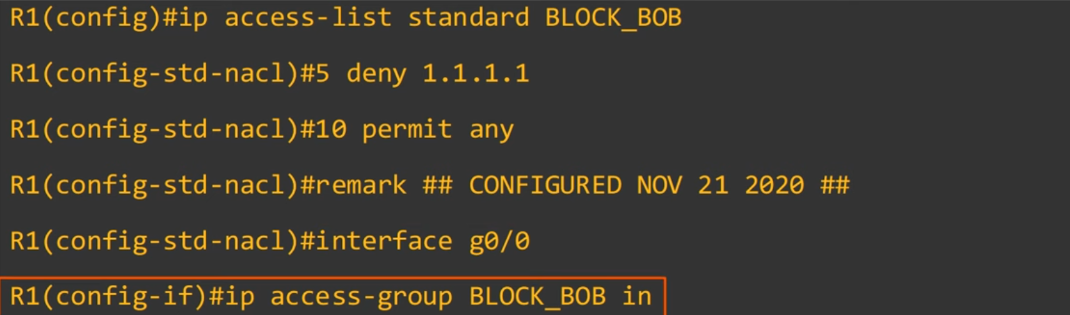 R1(config)#ip access-list standard BLOCK_BOB
R1(config-std-nacl)#5 deny 1.1.1.1
R1(config-std-nacl)#10 permit any
R1(config-std-nacl)#remark ## CONFIGURED NOV 21 2020 ##
R1(config-std-nacl)#interface g0/0
R1(config-if)#ip access-group BLOCK_BOB in